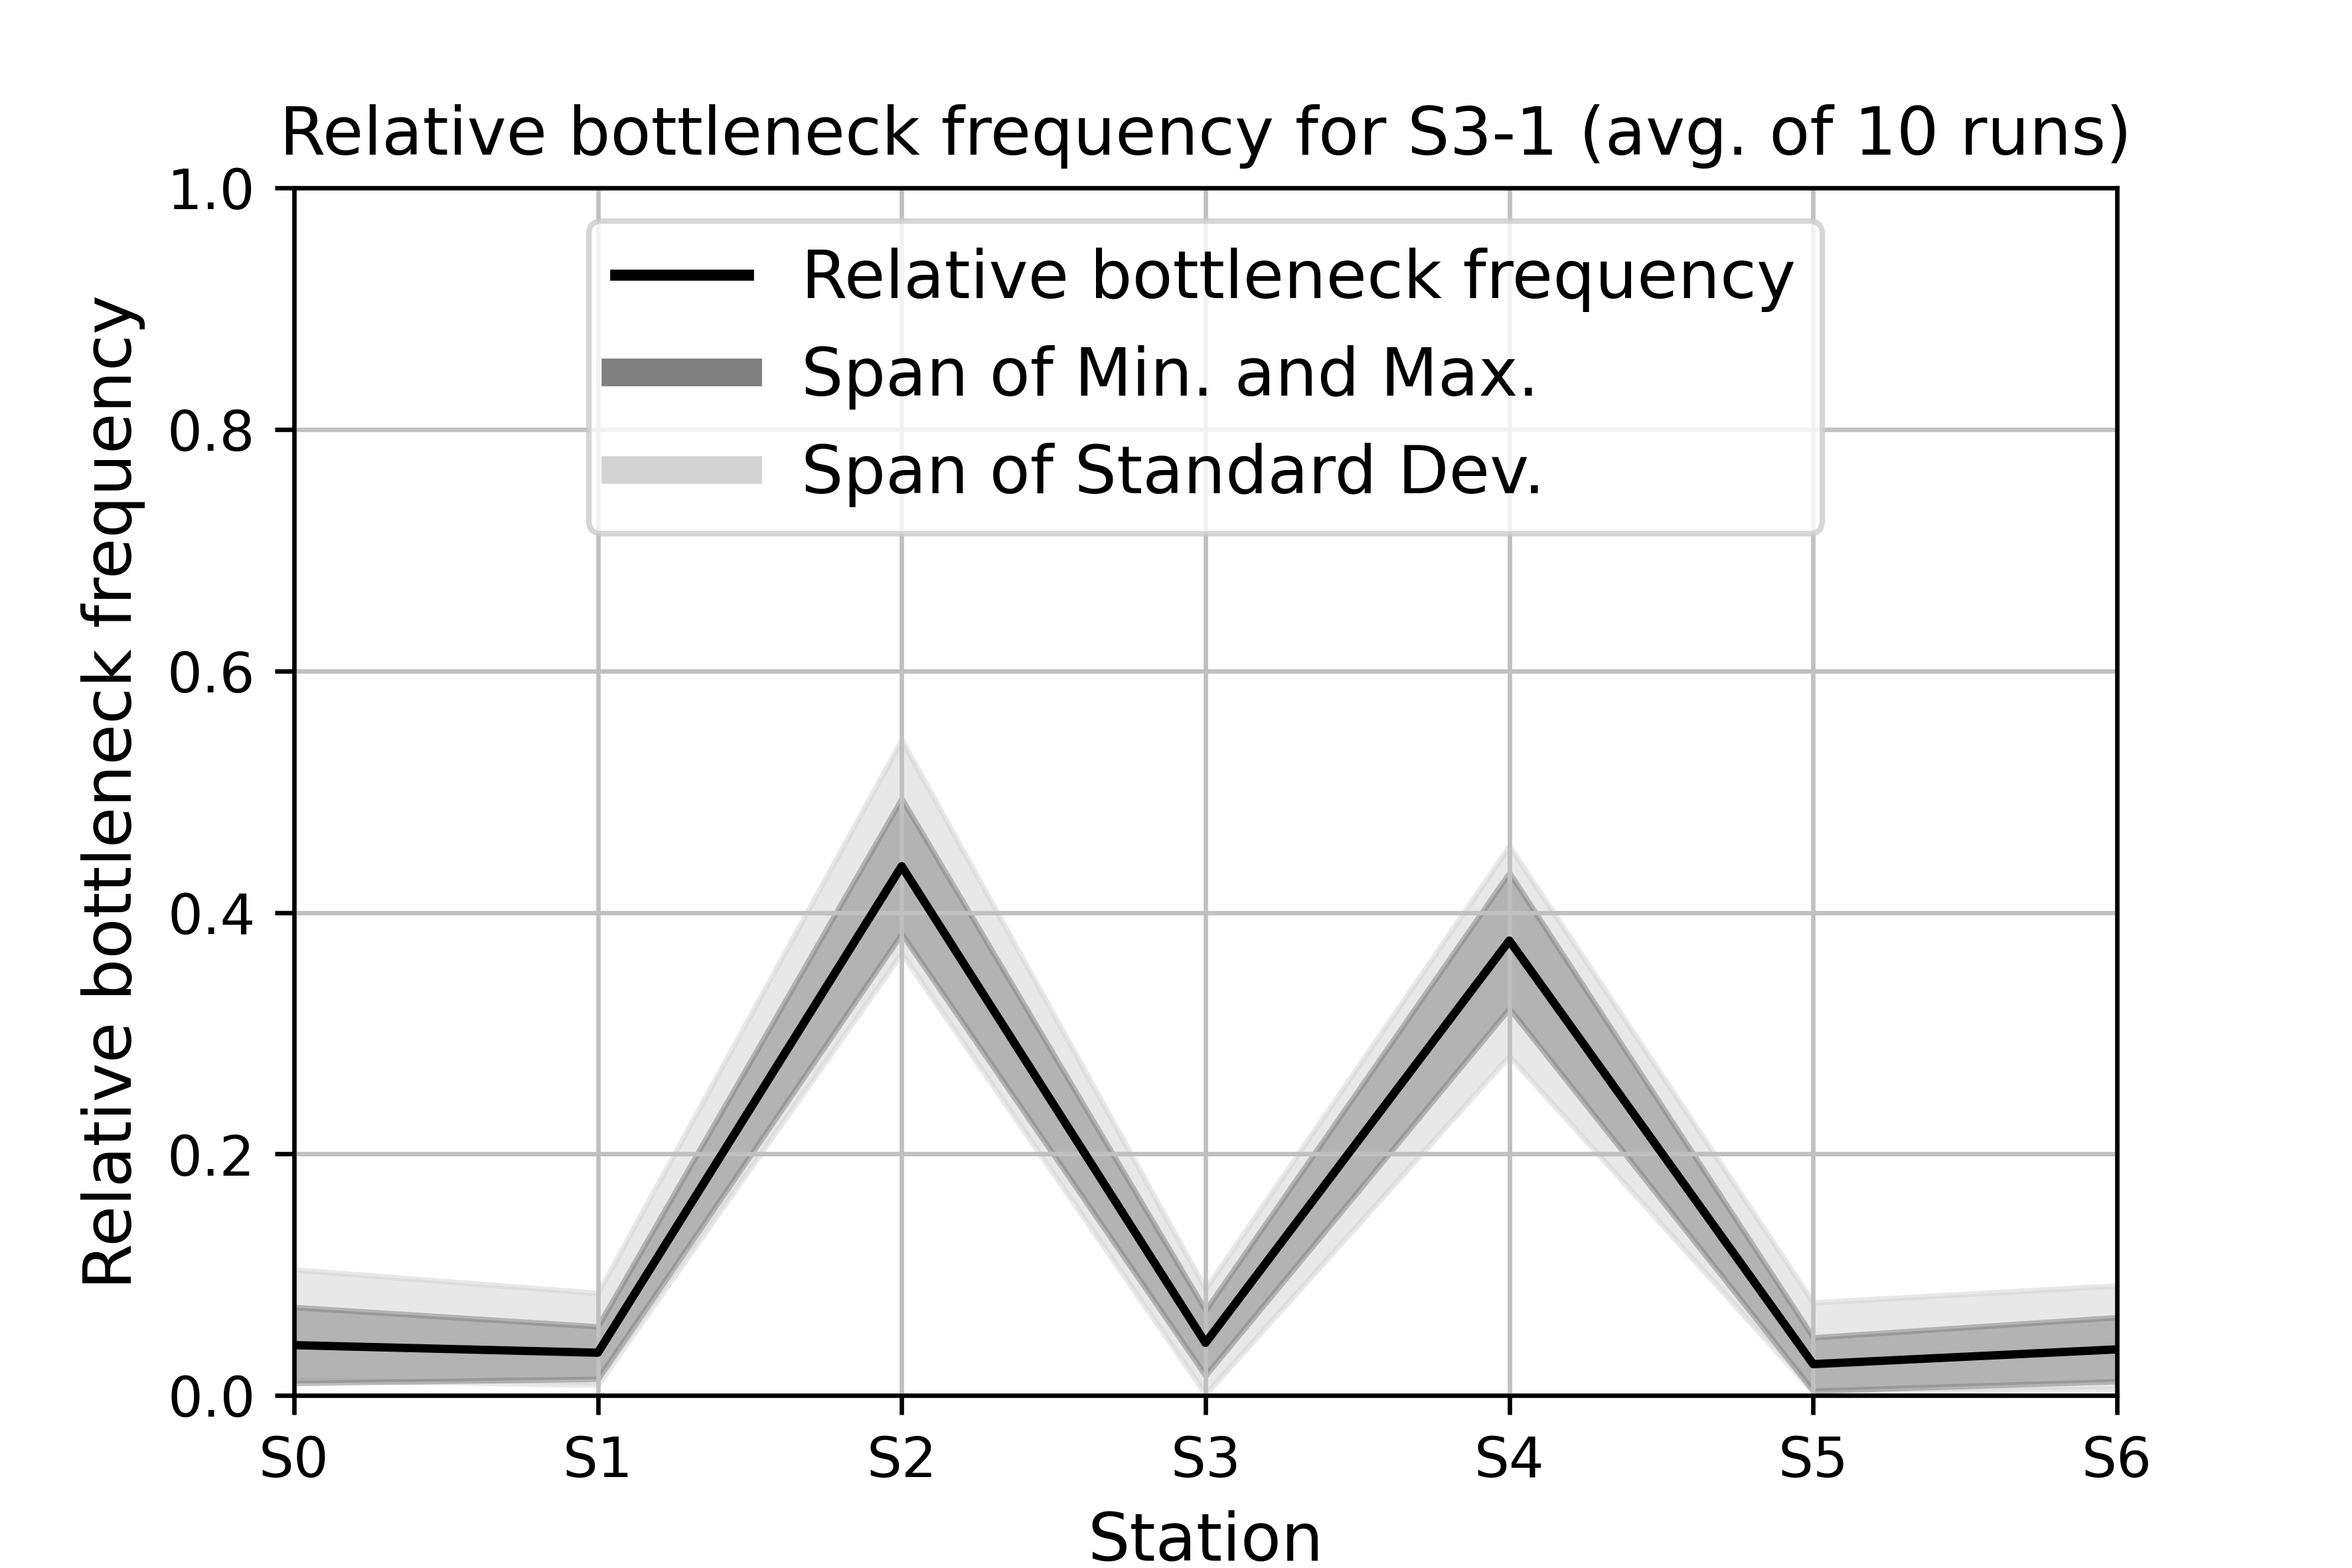 Relative bottleneck frequency for S3-1 (avg. of 10 runs)
Relative bottleneck frequency
1.0
0.8
0.6
0.4
0.2
0.0
Relative bottleneck frequency
Span of Min. and Max.
Span of Standard Dev.
S0 S1 S2 S3 S4 S5 S6
Station